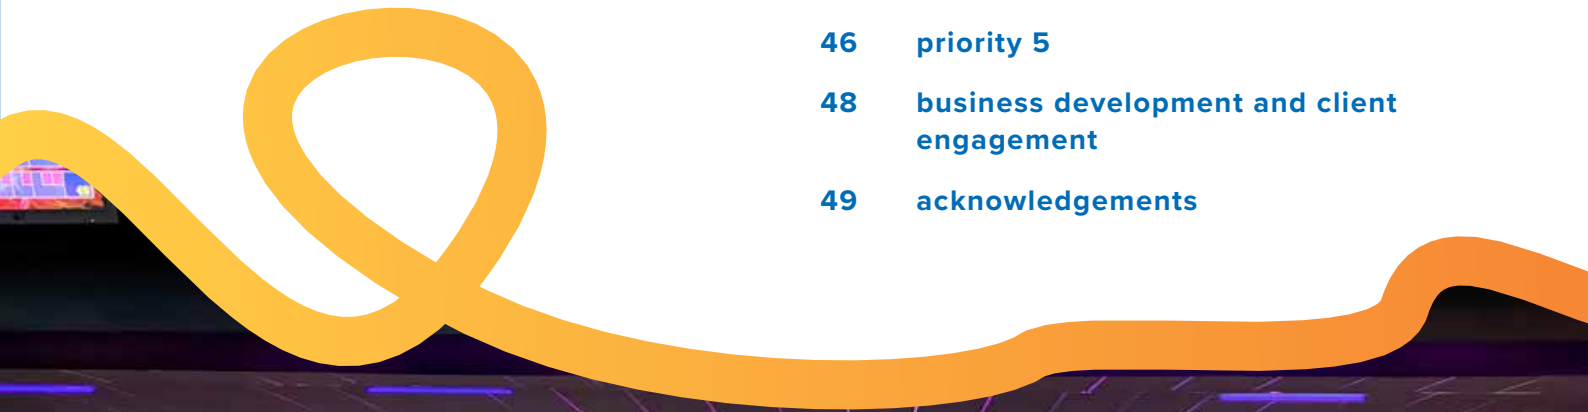 46 priority 5
48 business development and client
engagement
49 acknowledgements